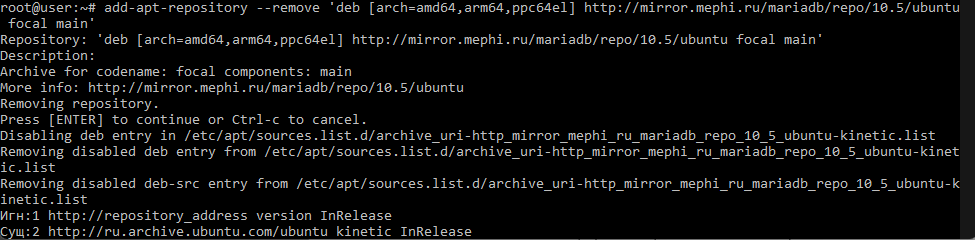 root@user:~# add-apt-repository --remove 'deb [arch=amd64,arm64,ppc64el] http://mirror.mephi.ru/mariadb/repo/10.5/ubuntu
 focal main'
Repository: 'deb [arch=amd64,arm64,ppc64el] http://mirror.mephi.ru/mariadb/repo/10.5/ubuntu focal main'
Description:
Archive for codename: focal components: main
More info: http://mirror.mephi.ru/mariadb/repo/10.5/ubuntu
Removing repository.
Press [ENTER] to continue or Ctrl-c to cancel.
Disabling deb entry in /etc/apt/sources.list.d/archive_uri-http_mirror_mephi_ru_mariadb_repo_10_5_ubuntu-kinetic.list
Removing disabled deb entry from /etc/apt/sources.list.d/archive_uri-http_mirror_mephi_ru_mariadb_repo_10_5_ubuntu-kinet
ic.list
Removing disabled deb-src entry from /etc/apt/sources.list.d/archive_uri-http_mirror_mephi_ru_mariadb_repo_10_5_ubuntu-k
inetic.list
Игн:1 http://repository_address version InRelease
Сущ:2 http://ru.archive.ubuntu.com/ubuntu kinetic InRelease